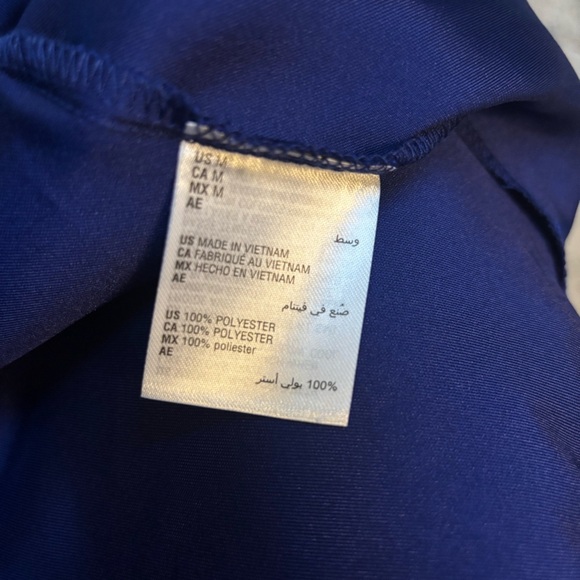 US M
CA M
MX M
AE
وسط
US MADE IN VIETNAM
CA FABRIQUÉ AU VIETNAM
MX HECHO EN VIETNAM
AE
صُنع في ڤيتنام
US 100% POLYESTER
CA 100% POLYESTER
MX 100% poliester
AE
100% بولي أستر